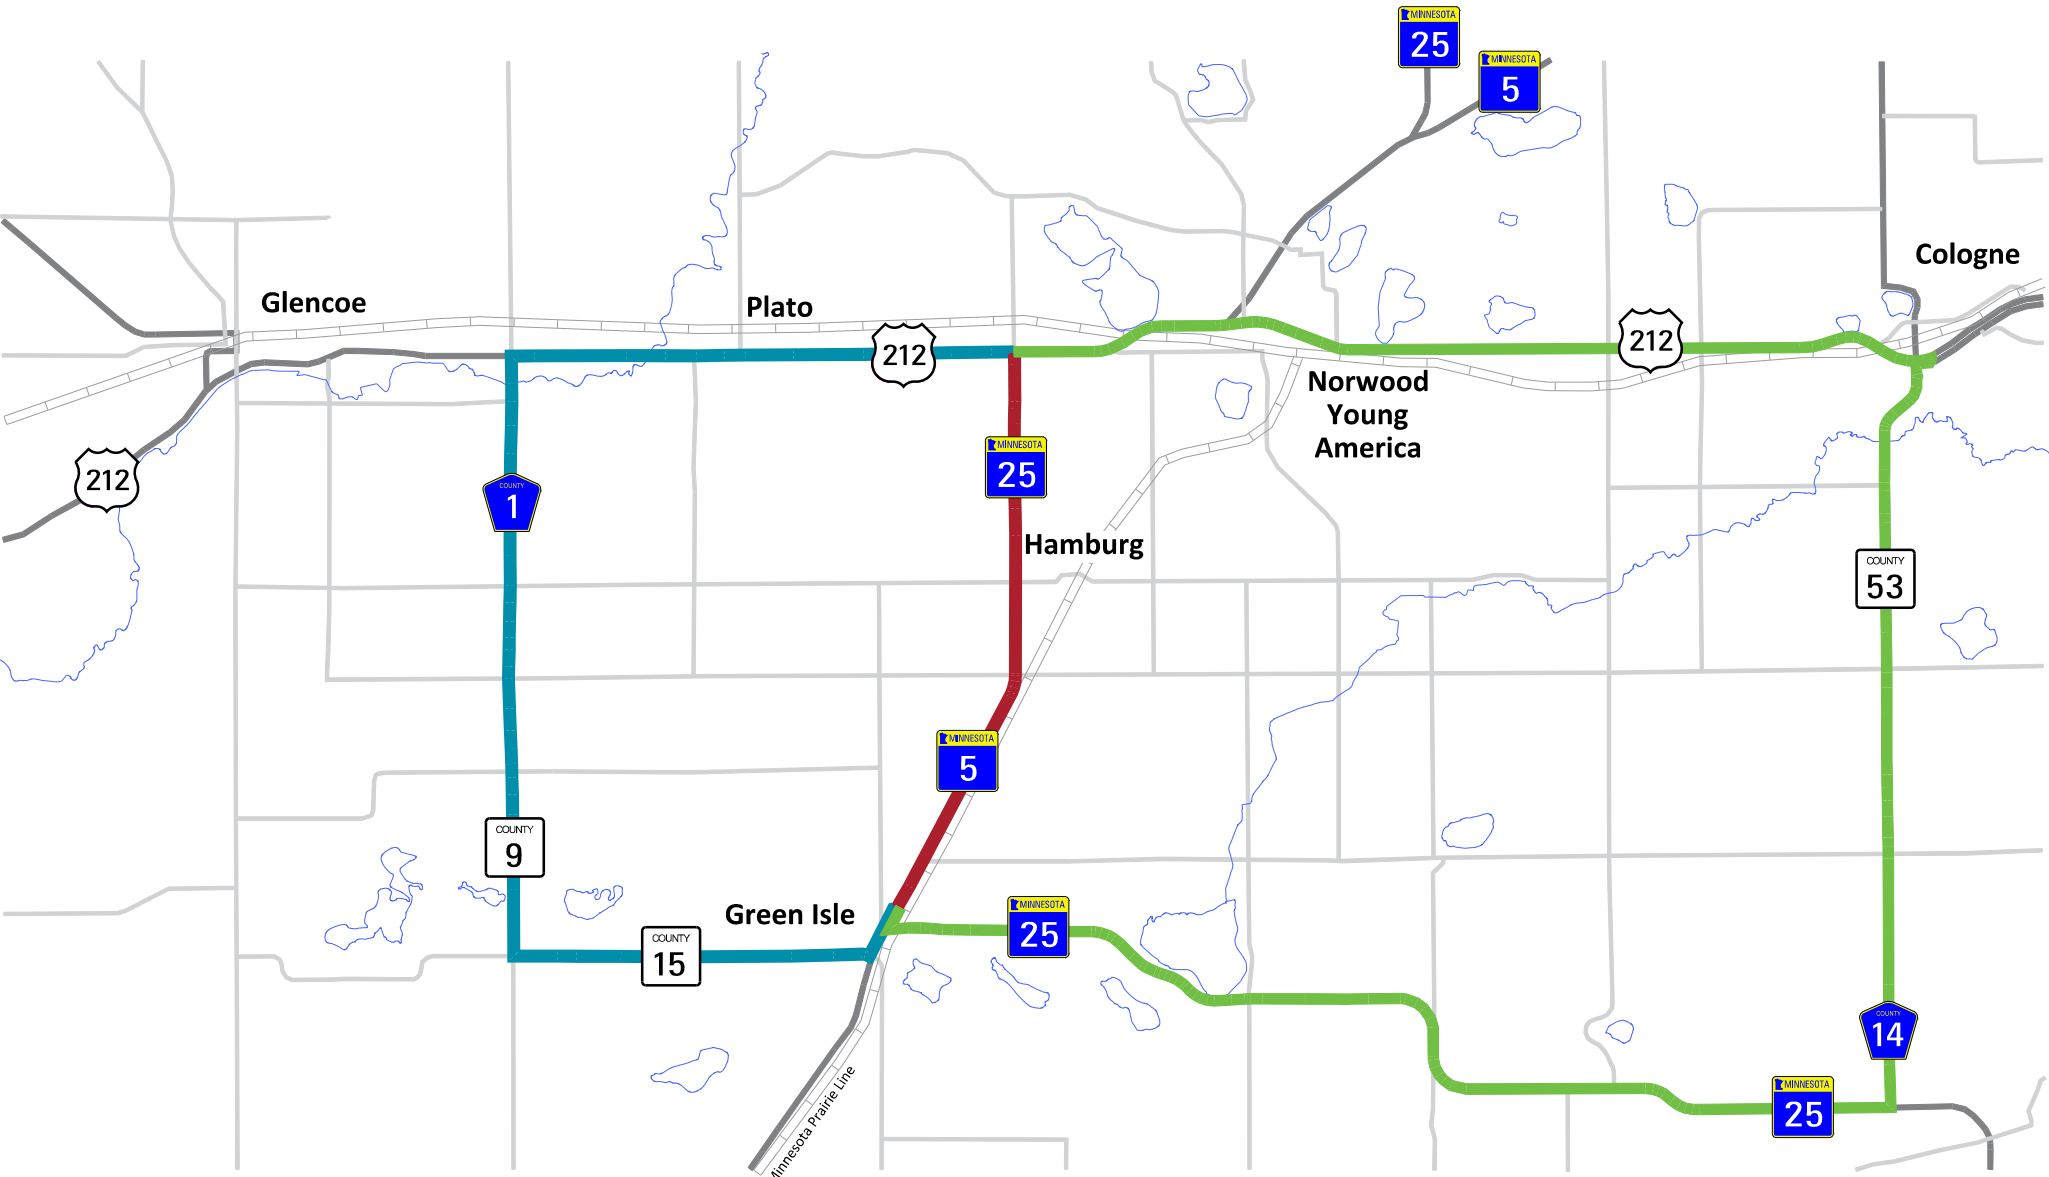 MINNESOTA
25
MINNESOTA
5
Cologne
Glencoe
Plato
212
212
Norwood
Young
America
212
MINNESOTA
25
COUNTY
1
Hamburg
COUNTY
53
MINNESOTA
5
COUNTY
9
Green Isle
MINNESOTA
25
COUNTY
15
COUNTY
14
MINNESOTA
25
Minnesota Prairie Line